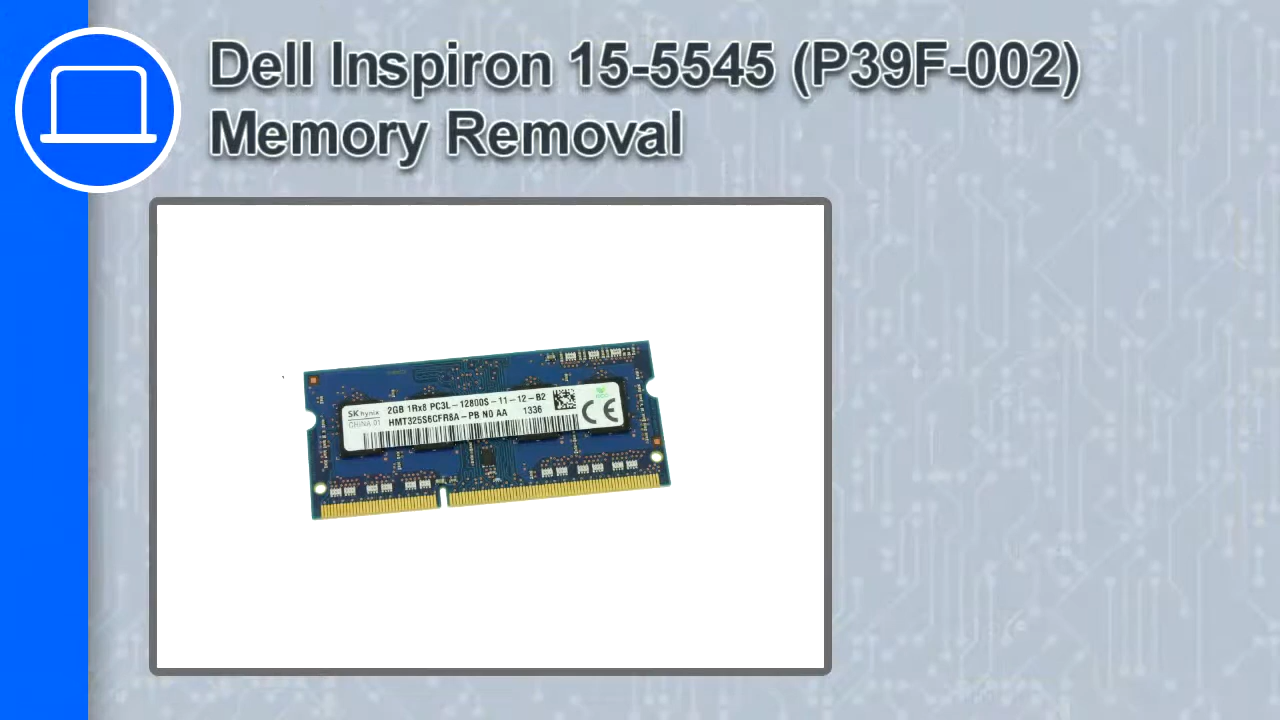 Dell Inspiron 15-5545 (P39F-002)
Memory Removal
SK hynix
CHINA 01
2GB 1Rx8 PC3L-12800S-11-12-B2
HMT325S6CFR8A-PB N0 AA 1336